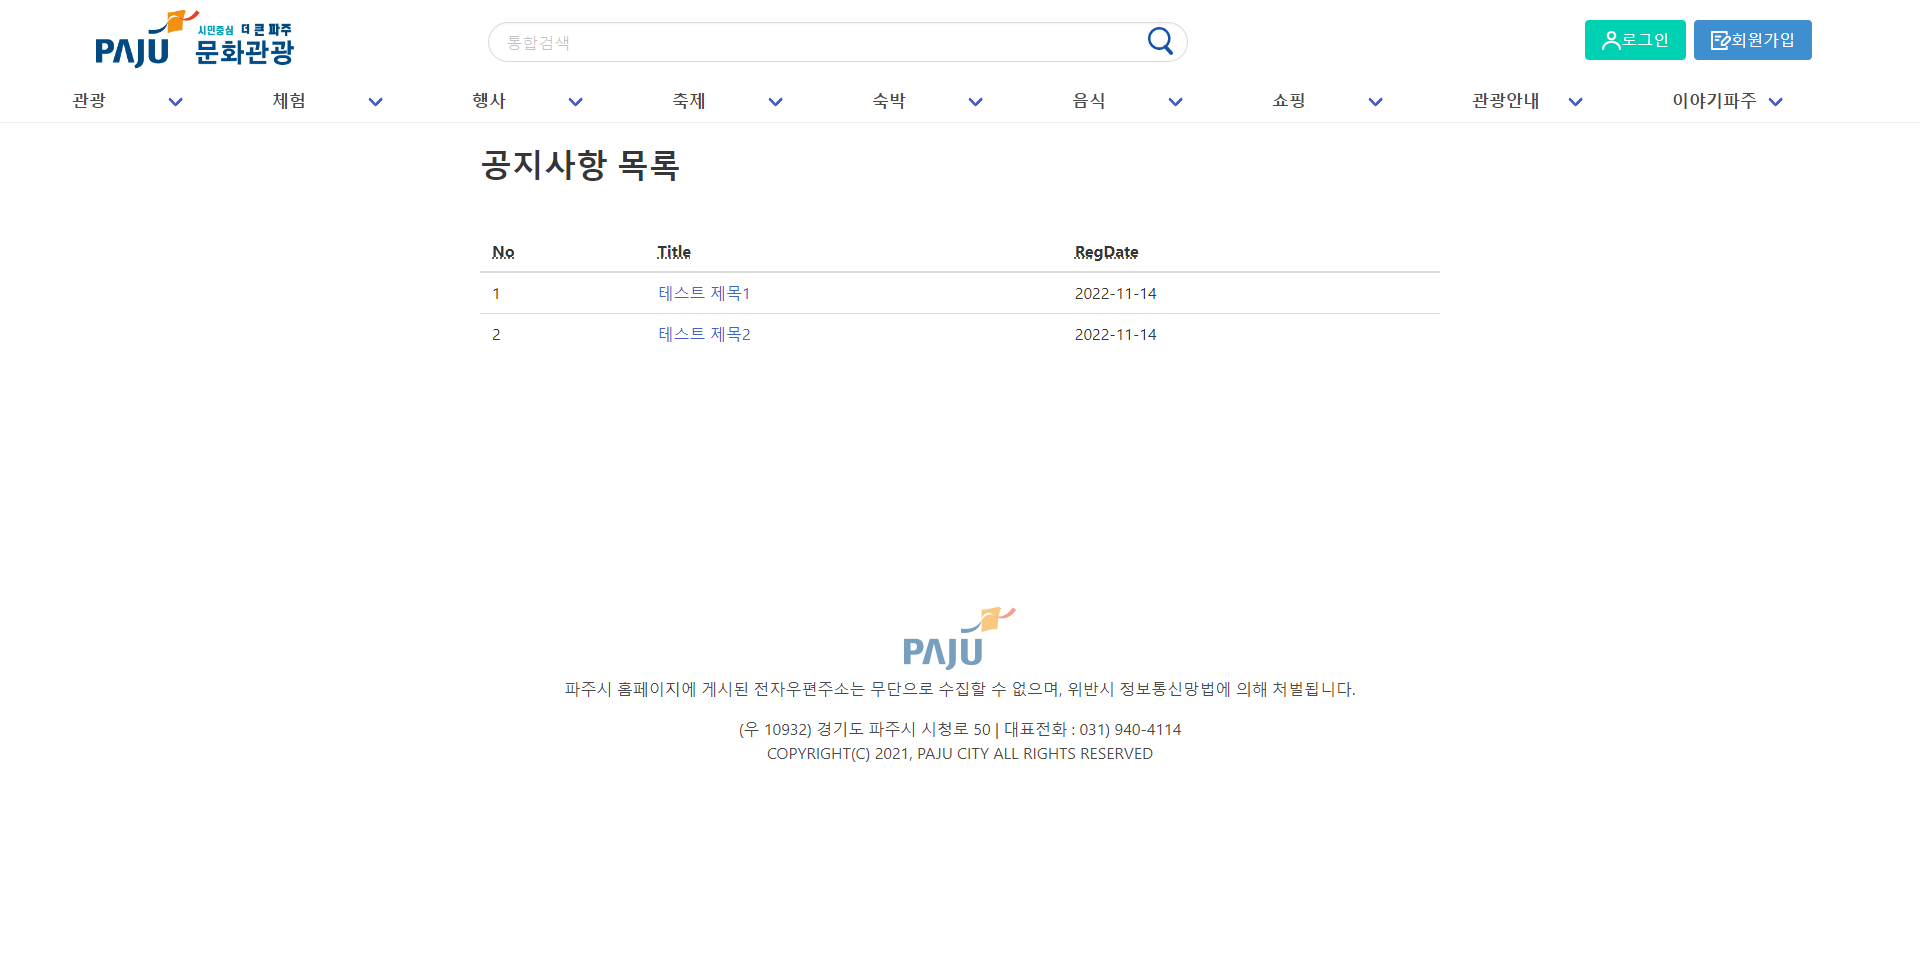 PAJU 시민중심 더 큰 파주 문화관광
통합검색
로그인 회원가입
관광 체험 행사 축제 숙박 음식 쇼핑 관광안내 이야기파주
공지사항 목록
No Title RegDate
1 테스트 제목1 2022-11-14
2 테스트 제목2 2022-11-14
PAJU
파주시 홈페이지에 게시된 전자우편주소는 무단으로 수집할 수 없으며, 위반시 정보통신망법에 의해 처벌됩니다.
(우 10932) 경기도 파주시 시청로 50 | 대표전화 : 031) 940-4114
COPYRIGHT(C) 2021, PAJU CITY ALL RIGHTS RESERVED